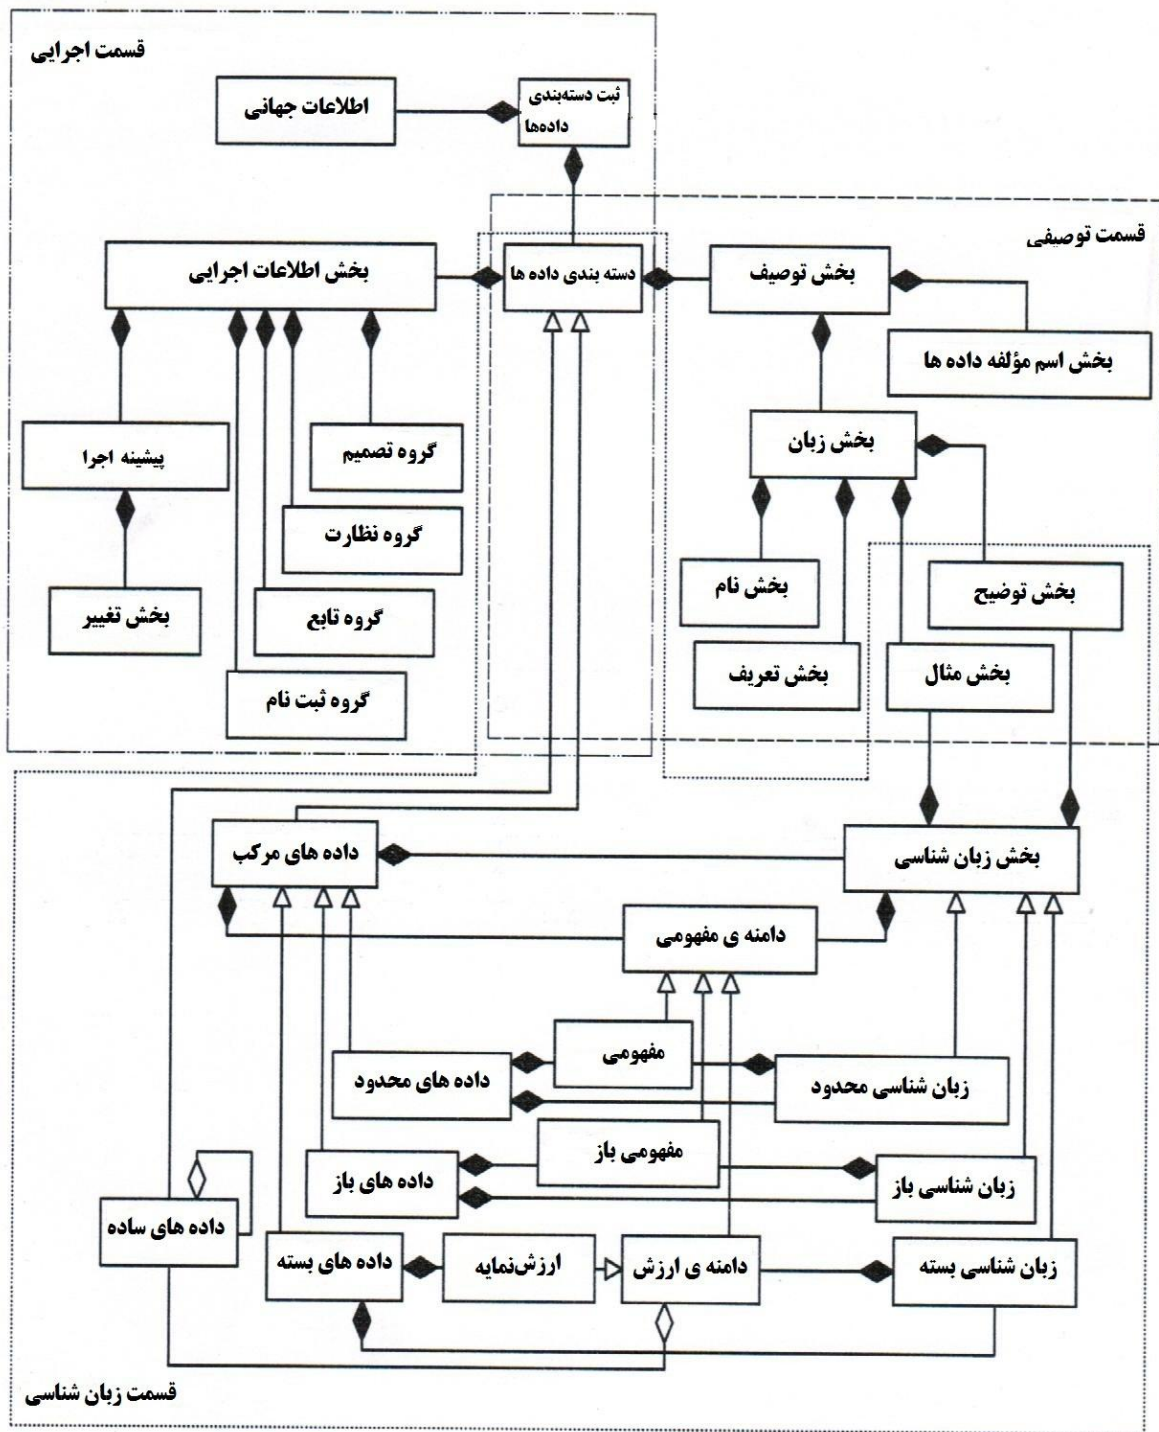 قسمت اجرایی
اطلاعات جهانی
ثبت دسته‌بندی
داده‌ها
قسمت توصیفی
بخش اطلاعات اجرایی
دسته بندی داده ها
بخش توصیف
بخش اسم مؤلفه داده ها
پیشینه اجرا
گروه تصمیم
بخش زبان
گروه نظارت
بخش تغییر
گروه تابع
بخش نام
بخش توضیح
گروه ثبت نام
بخش تعریف
بخش مثال
داده های مرکب
بخش زبان شناسی
دامنه ی مفهومی
مفهومی
داده های محدود
زبان شناسی محدود
مفهومی باز
داده های باز
زبان شناسی باز
داده های ساده
داده های بسته
ارزش‌نمایه
دامنه ی ارزش
زبان شناسی بسته
قسمت زبان شناسی